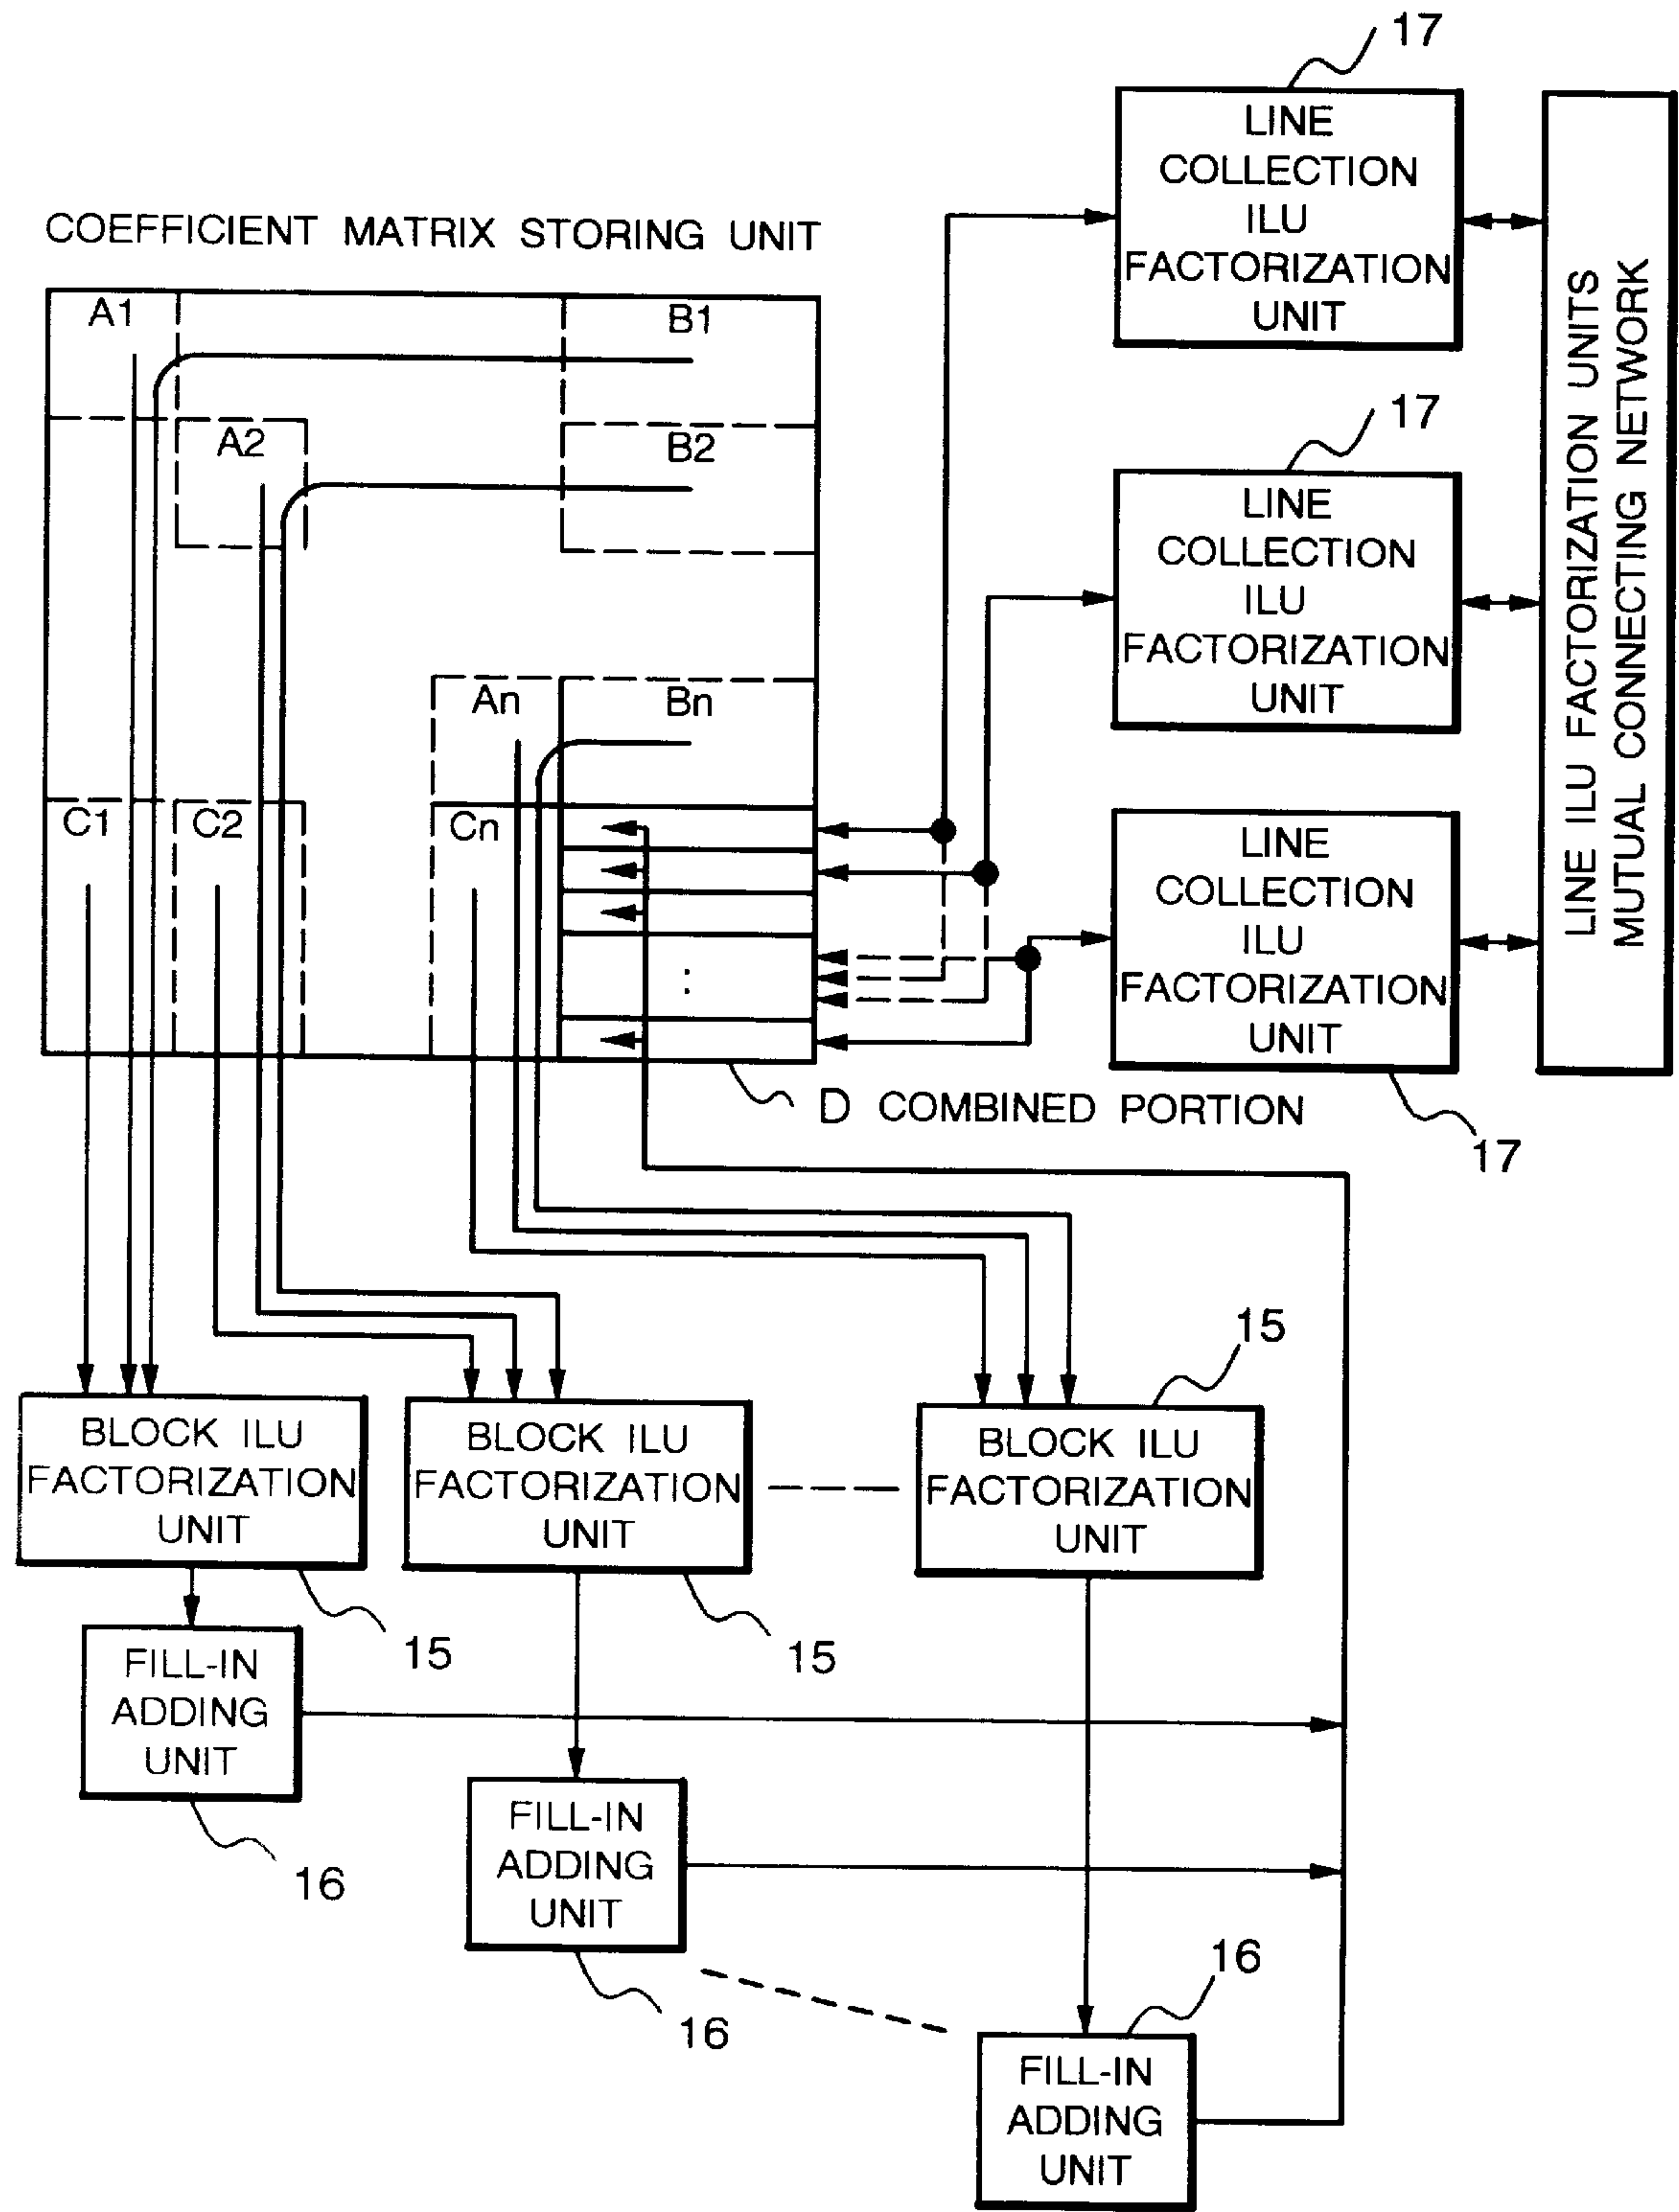 17
LINE
COLLECTION
ILU
FACTORIZATION
UNIT
COEFFICIENT MATRIX STORING UNIT
A1
B1
LINE ILU FACTORIZATION UNITS
MUTUAL CONNECTING NETWORK
17
A2
B2
LINE
COLLECTION
ILU
FACTORIZATION
UNIT
An
Bn
C1
C2
Cn
LINE
COLLECTION
ILU
FACTORIZATION
UNIT
:
D COMBINED PORTION
17
15
BLOCK ILU
FACTORIZATION
UNIT
BLOCK ILU
FACTORIZATION
UNIT
BLOCK ILU
FACTORIZATION
UNIT
15
15
FILL-IN
ADDING
UNIT
16
FILL-IN
ADDING
UNIT
16
16
FILL-IN
ADDING
UNIT